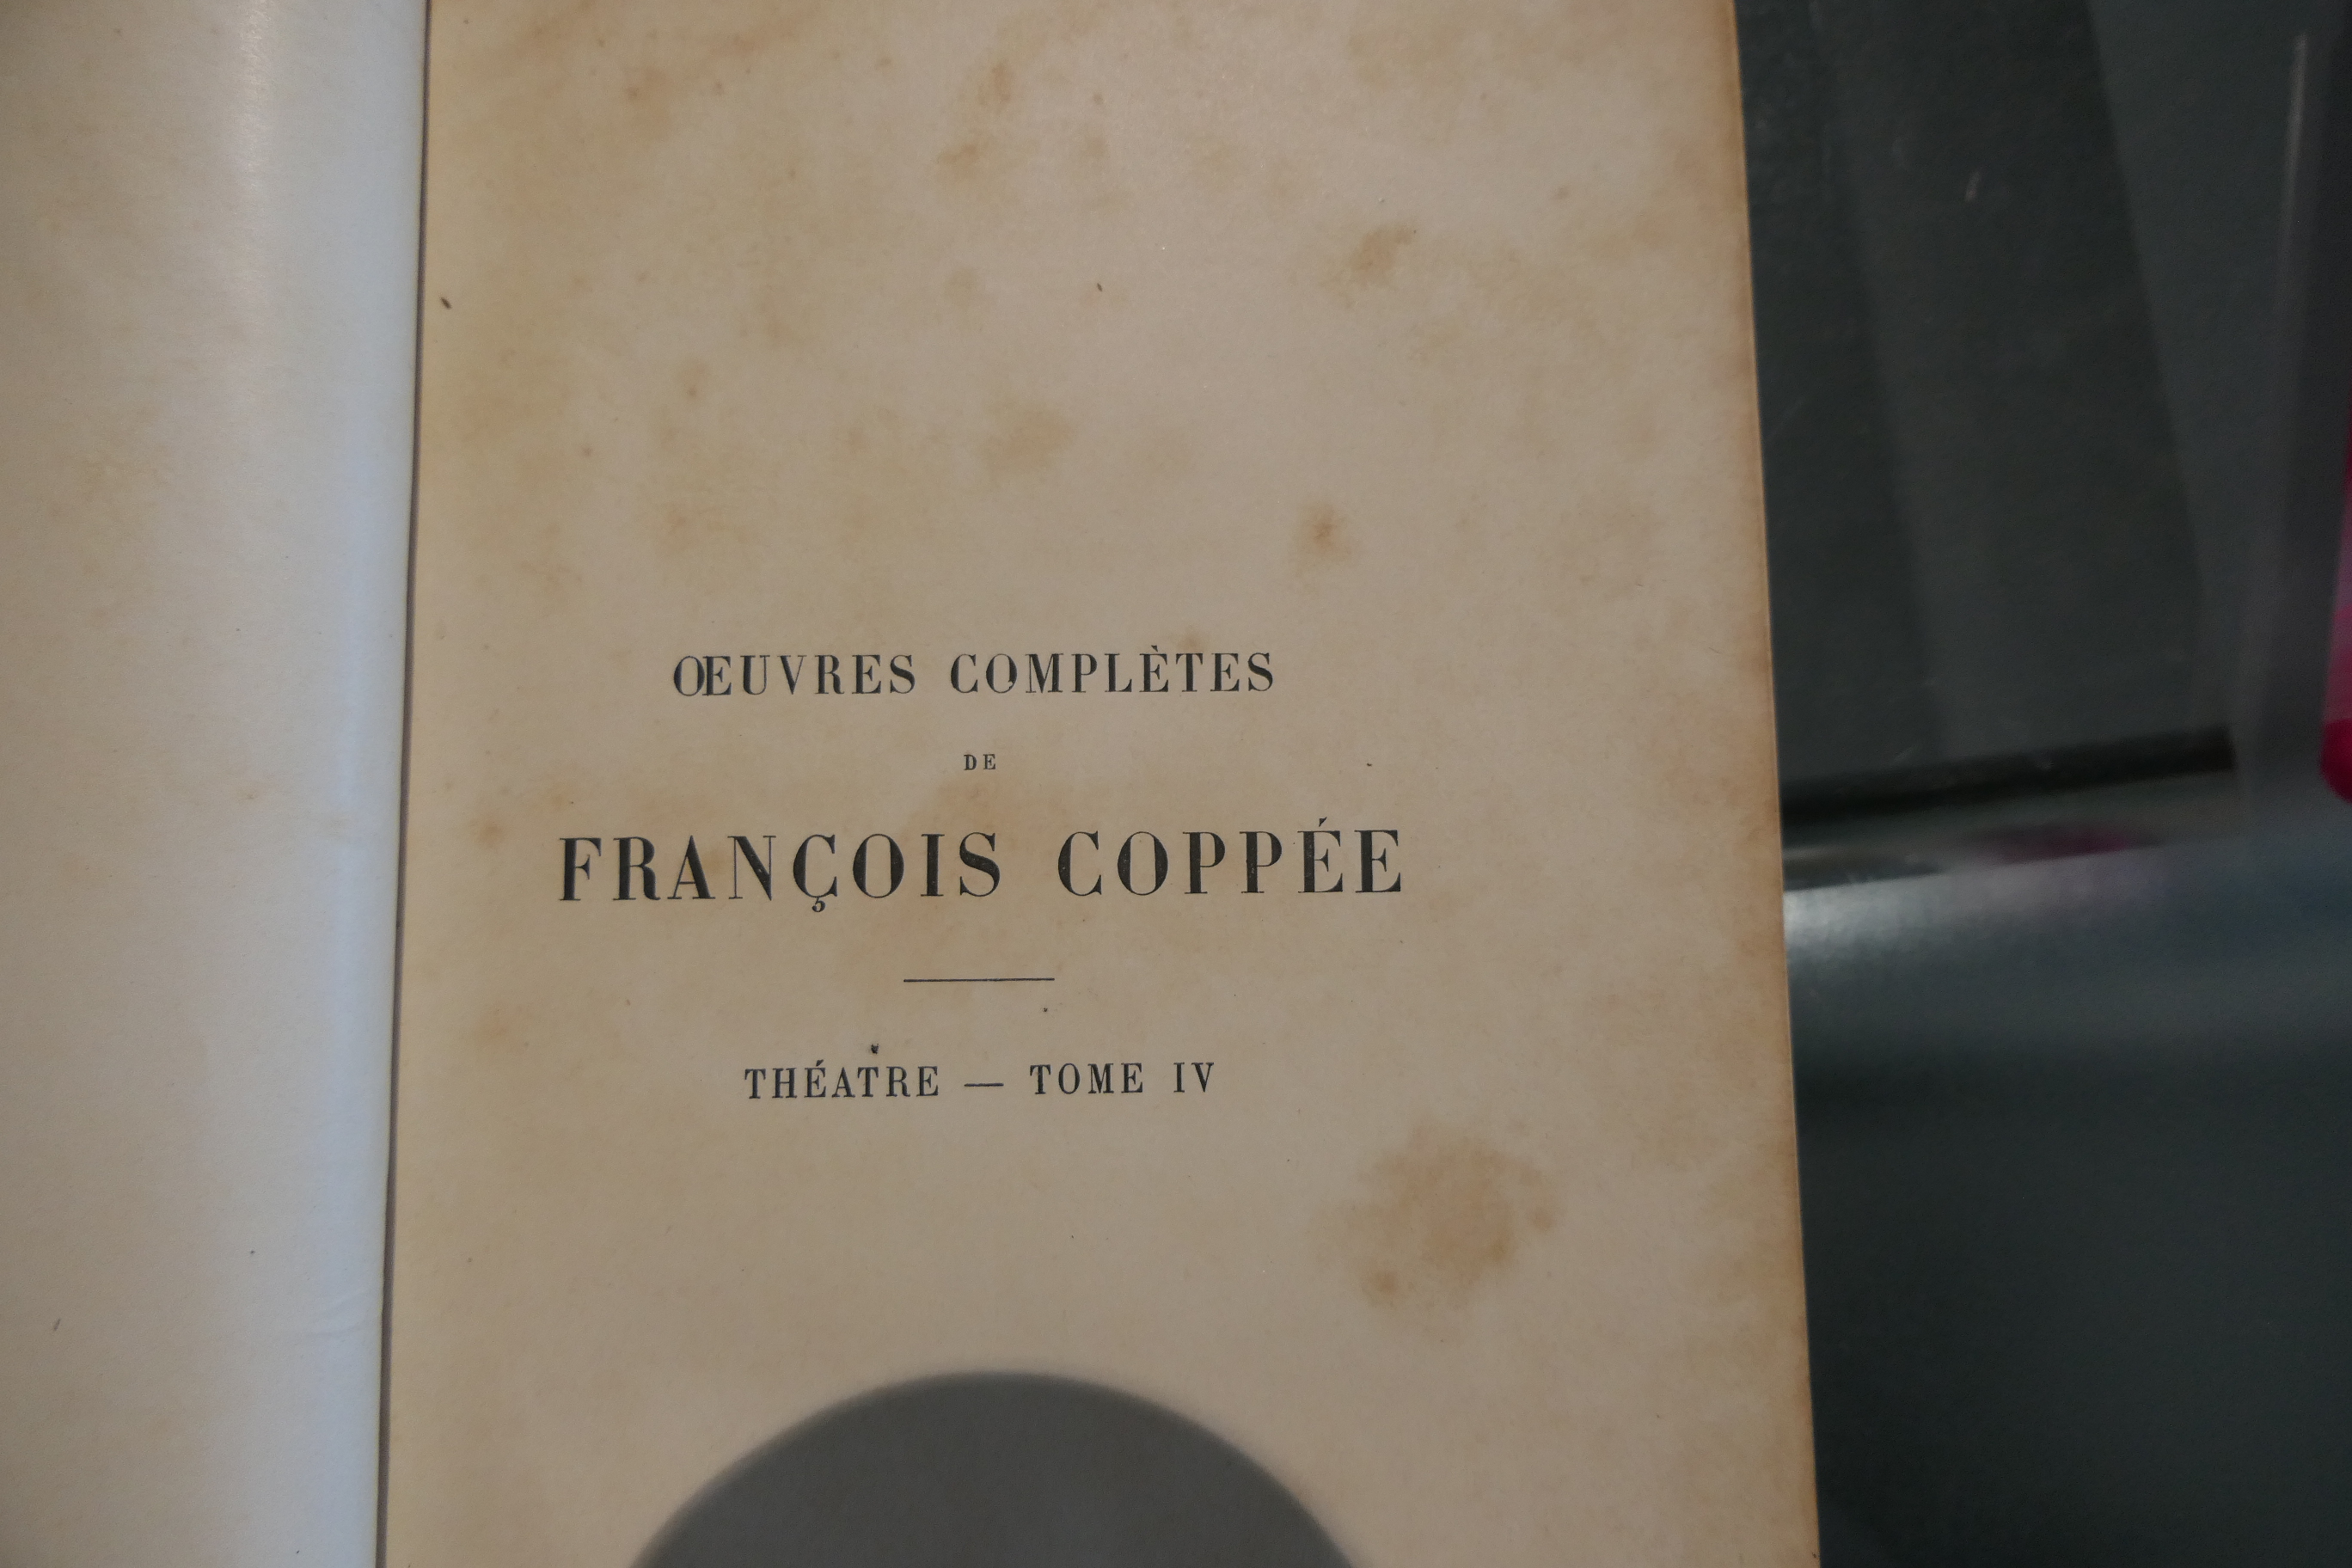 ŒUVRES COMPLÈTES
DE
FRANÇOIS COPPÉE
THÉATRE — TOME IV